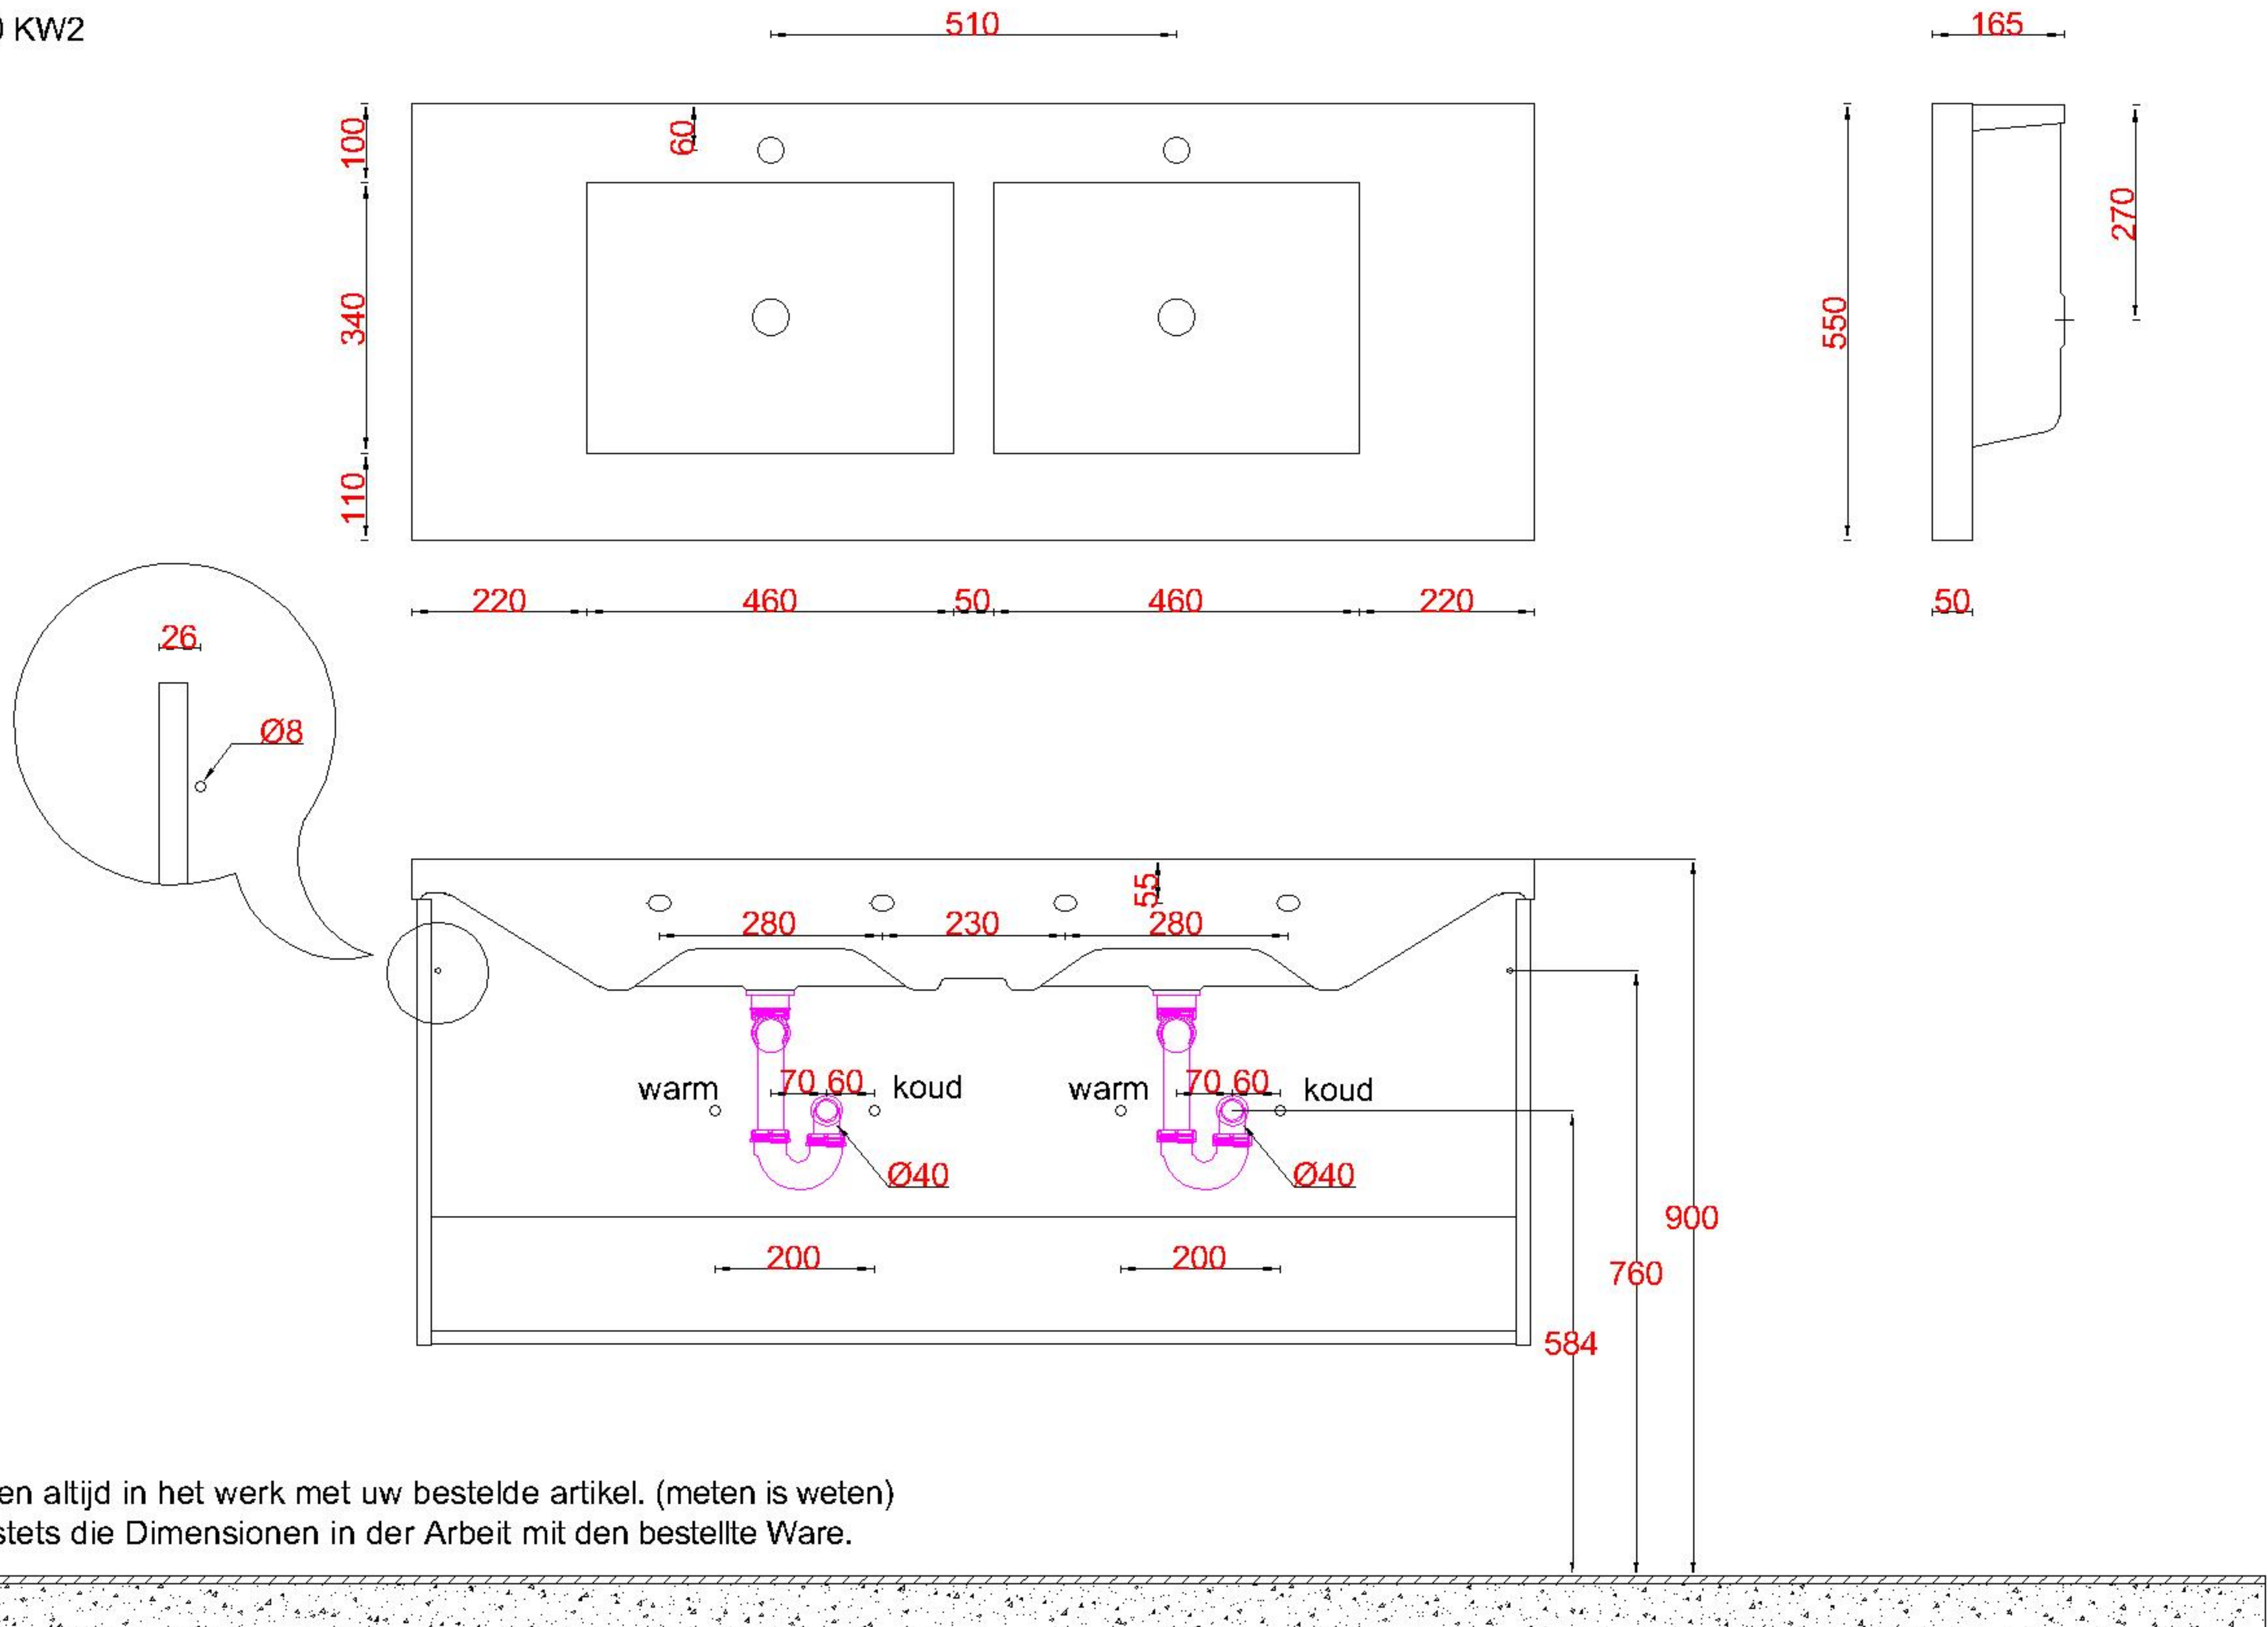 KW2
510
165
100
60
340
270
550
110
220
460
50
460
220
50
26
Ø8
55
280
230
280
warm
70
60
koud
warm
70
60
koud
Ø40
Ø40
200
200
900
760
584
en altijd in het werk met uw bestelde artikel. (meten is weten)
stets die Dimensionen in der Arbeit mit den bestellte Ware.